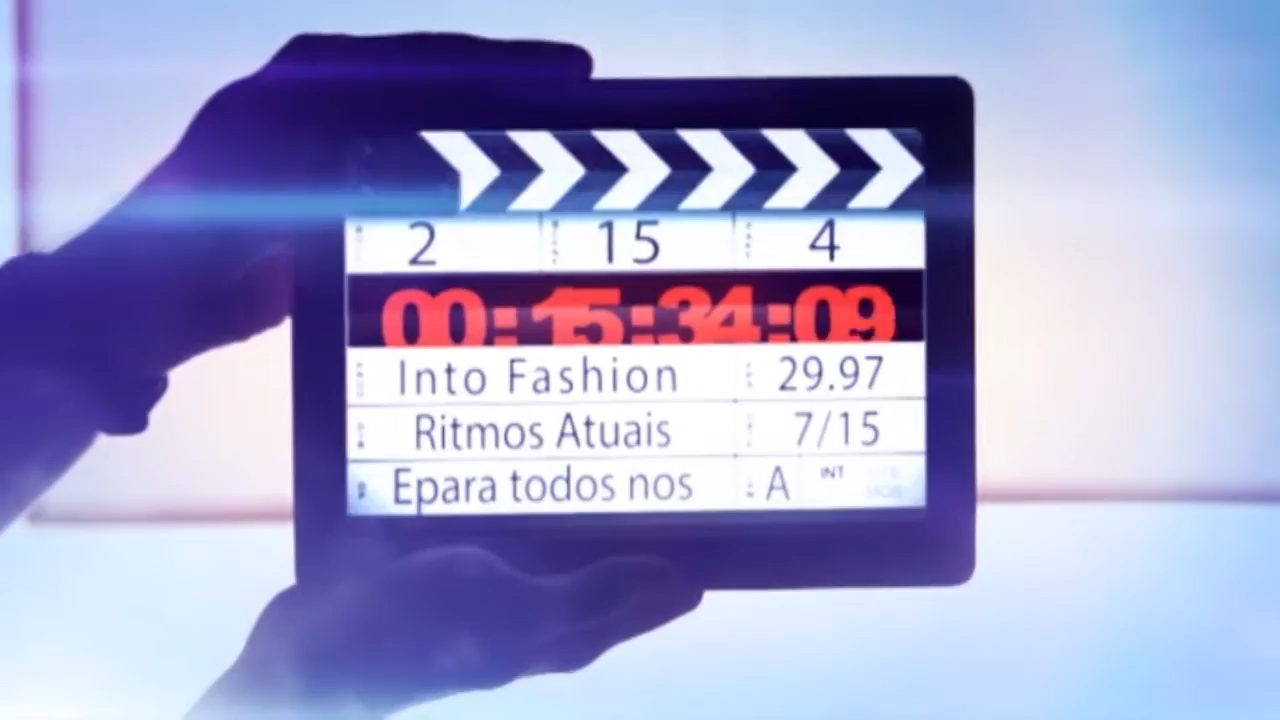 2 15 4
00:15:34:09
Into Fashion 29.97
Ritmos Atuais 7/15
Epara todos nos A INT